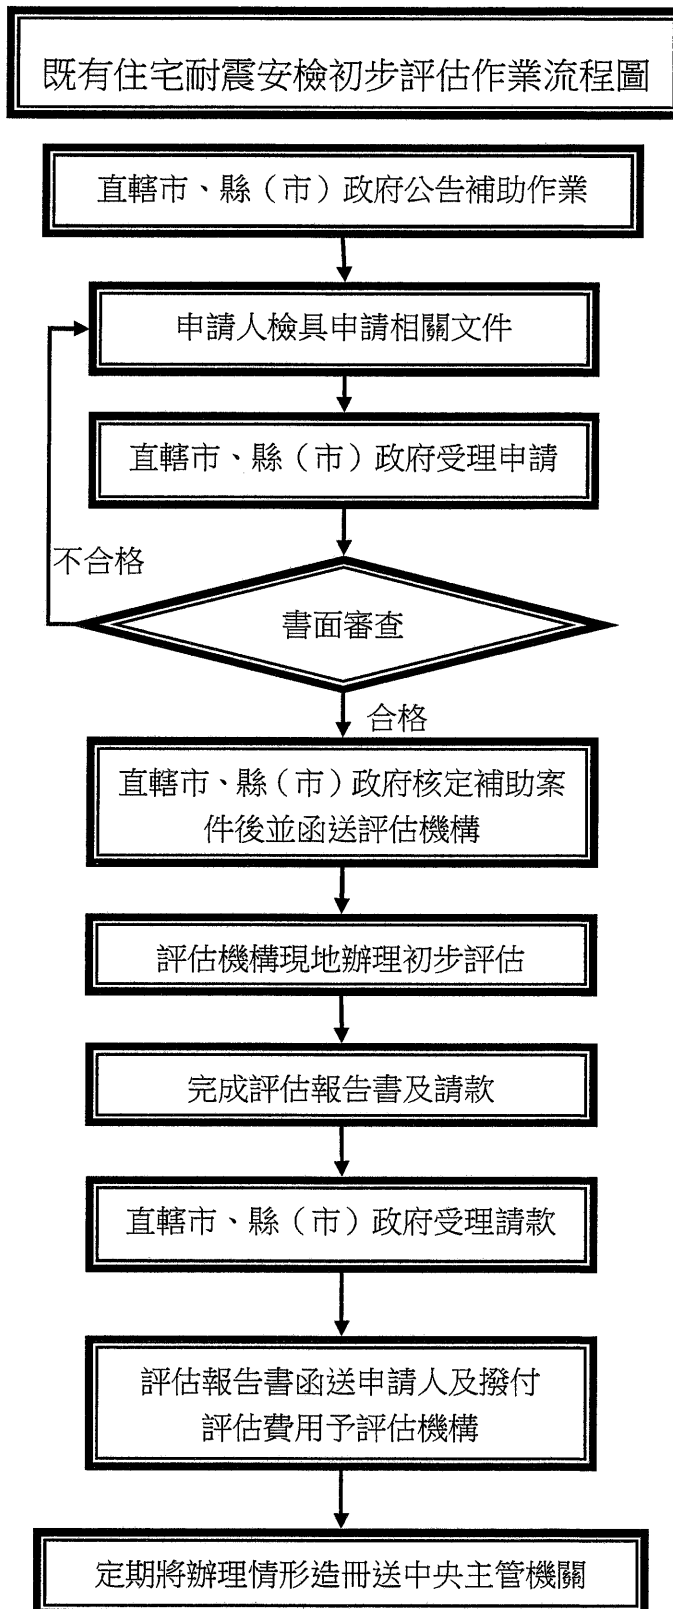 既有住宅耐震安檢初步評估作業流程圖
直轄市、縣（市）政府公告補助作業
申請人檢具申請相關文件
直轄市、縣（市）政府受理申請
不合格
書面審查
合格
直轄市、縣（市）政府核定補助案
件後並函送評估機構
評估機構現地辦理初步評估
完成評估報告書及請款
直轄市、縣（市）政府受理請款
評估報告書函送申請人及撥付
評估費用予評估機構
定期將辦理情形造冊送中央主管機關